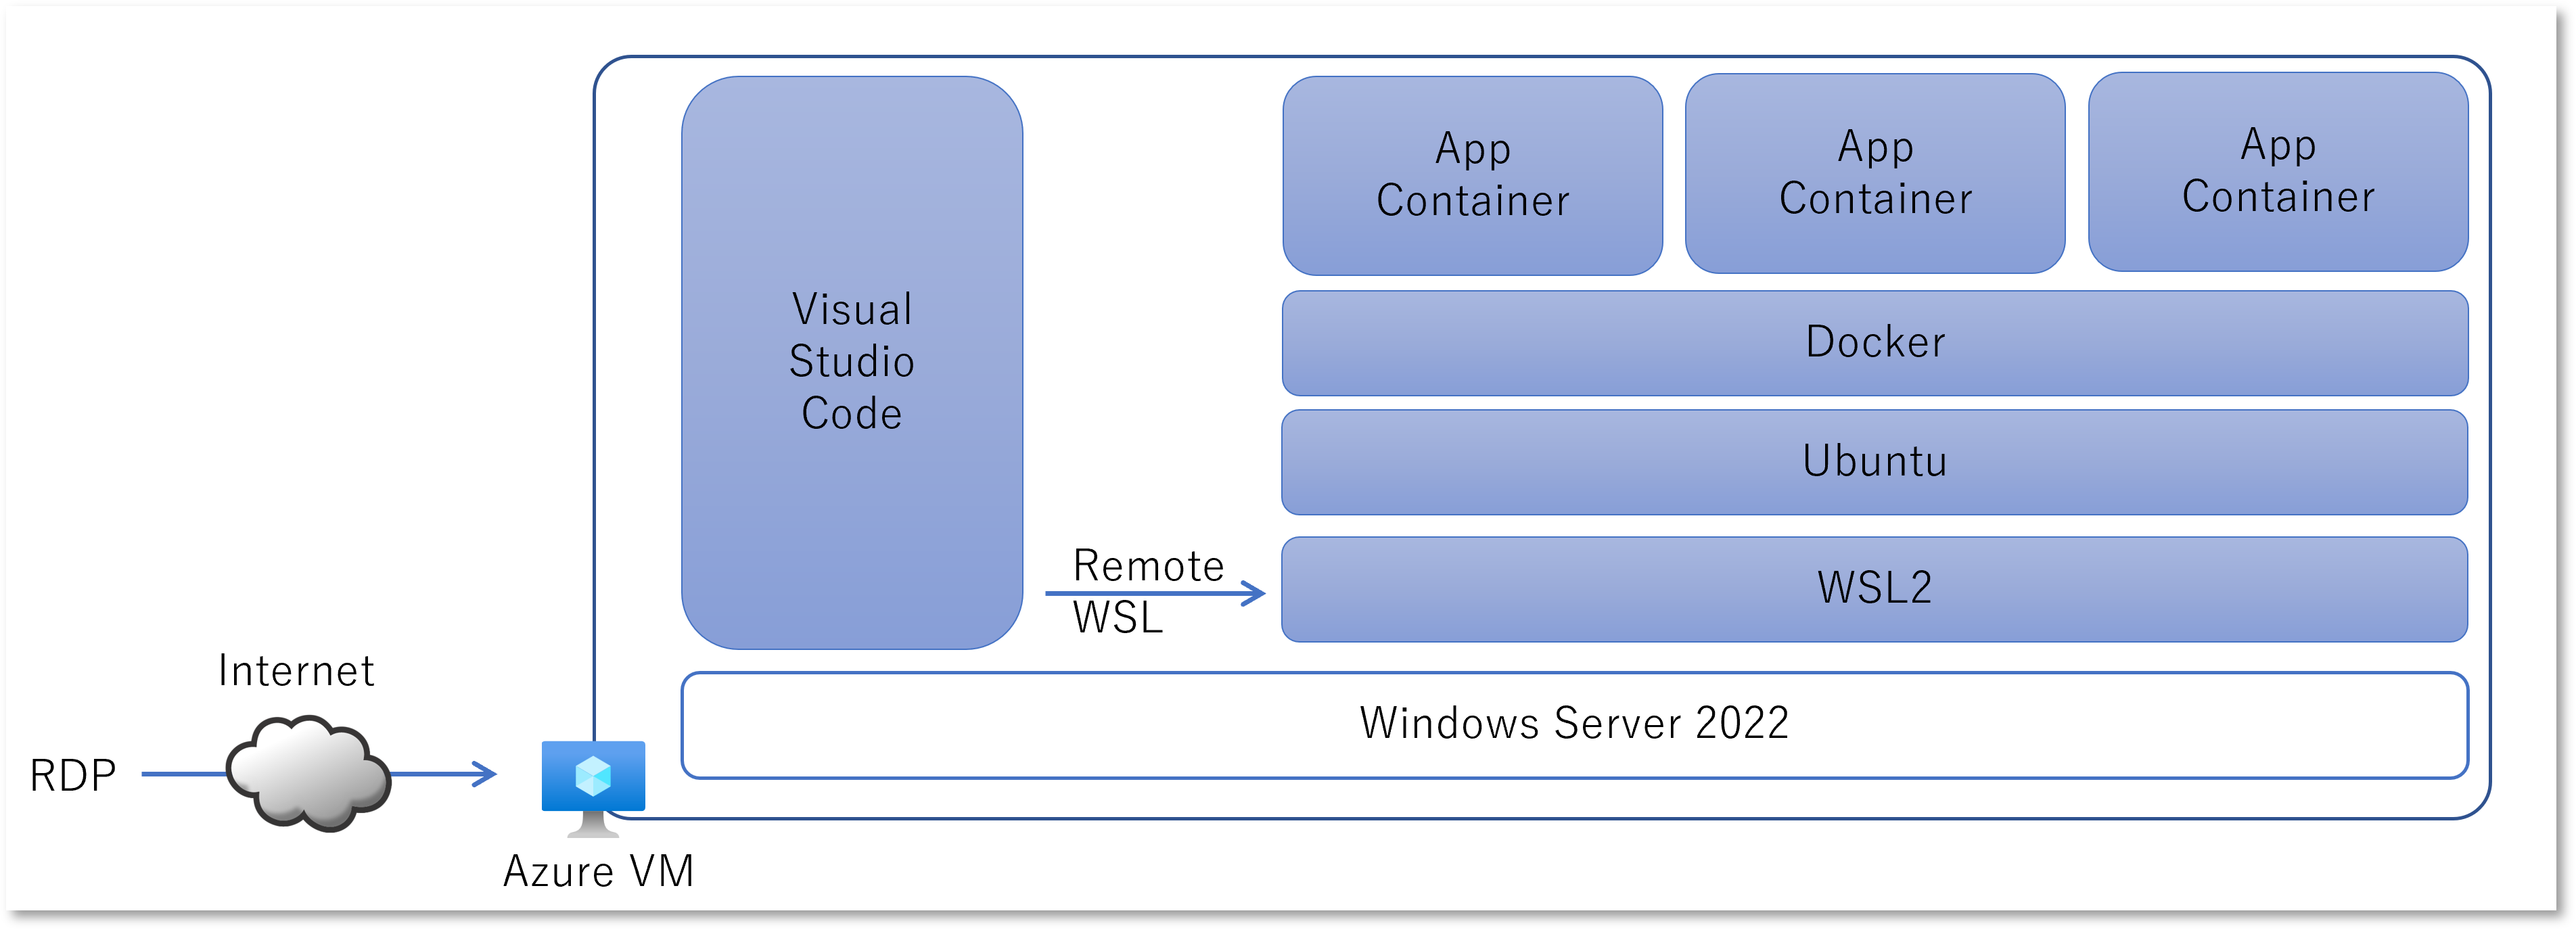 App
Container
App
Container
App
Container
Visual
Studio
Code
Docker
Ubuntu
Remote
WSL
WSL2
Internet
Windows Server 2022
RDP
Azure VM